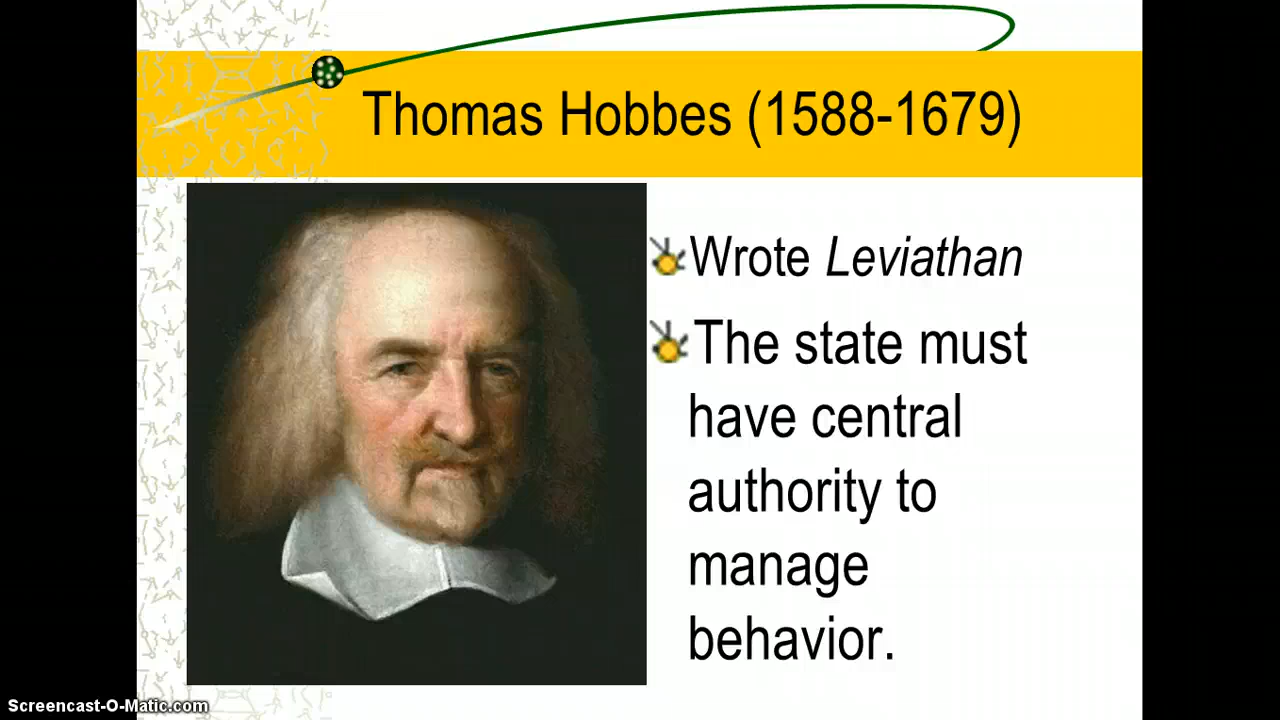 Thomas Hobbes (1588-1679)
Wrote Leviathan
The state must
have central
authority to
manage
behavior.
Screencast-O-Matic.com